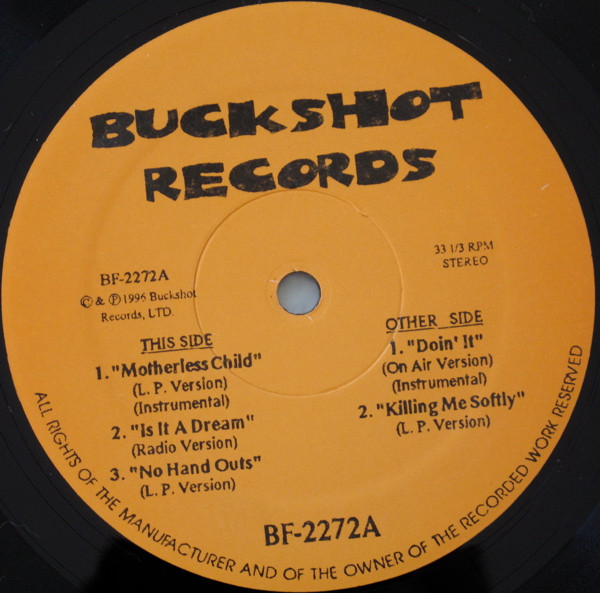 BUCKSHOT
RECORDS
BF-2272A
© & ℗ 1996 Buckshot
Records, LTD.
33 1/3 RPM
STEREO
THIS SIDE
1. "Motherless Child"
(L. P. Version)
(Instrumental)
2. "Is It A Dream"
(Radio Version)
3. "No Hand Outs"
(L. P. Version)
OTHER SIDE
1. "Doin' It"
(On Air Version)
(Instrumental)
2. "Killing Me Softly"
(L. P. Version)
BF-2272A
ALL RIGHTS OF THE MANUFACTURER AND OF THE OWNER OF THE RECORDED WORK RESERVED